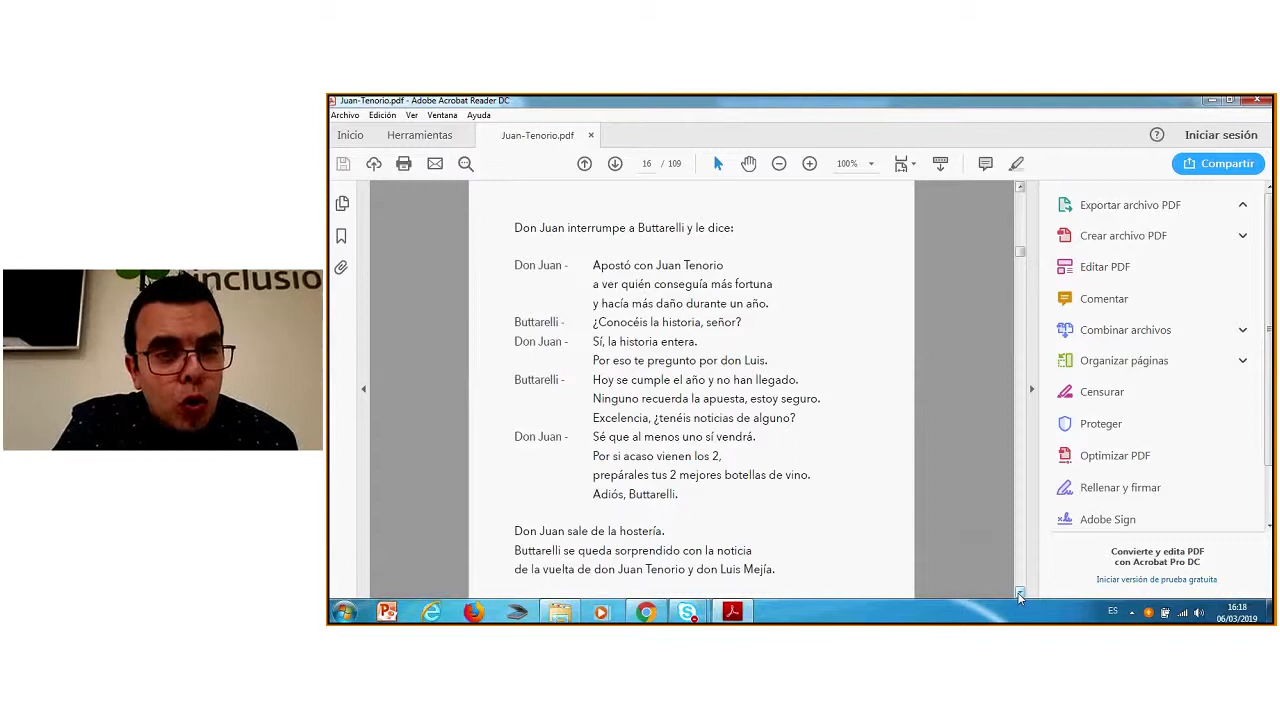 inclusio
Juan-Tenorio.pdf - Adobe Acrobat Reader DC
Archivo Edición Ver Ventana Ayuda
Inicio Herramientas Juan-Tenorio.pdf × Iniciar sesión
16 / 109 100% Compartir
Don Juan interrumpe a Buttarelli y le dice:
Don Juan - Apostó con Juan Tenorio
a ver quién conseguía más fortuna
y hacía más daño durante un año.
Buttarelli - ¿Conocéis la historia, señor?
Don Juan - Sí, la historia entera.
Por eso te pregunto por don Luis.
Buttarelli - Hoy se cumple el año y no han llegado.
Ninguno recuerda la apuesta, estoy seguro.
Excelencia, ¿tenéis noticias de alguno?
Don Juan - Sé que al menos uno sí vendrá.
Por si acaso vienen los 2,
prepárales tus 2 mejores botellas de vino.
Adiós, Buttarelli.
Don Juan sale de la hostería.
Buttarelli se queda sorprendido con la noticia
de la vuelta de don Juan Tenorio y don Luis Mejía.
Exportar archivo PDF
Crear archivo PDF
Editar PDF
Comentar
Combinar archivos
Organizar páginas
Censurar
Proteger
Optimizar PDF
Rellenar y firmar
Adobe Sign
Convierte y edita PDF
con Acrobat Pro DC
Iniciar versión de prueba gratuita
ES 16:18
06/03/2019